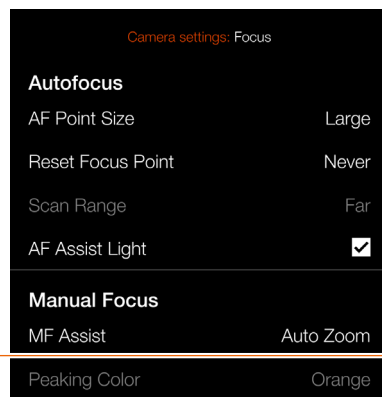 Camera settings: Focus
Autofocus
AF Point Size Large
Reset Focus Point Never
Scan Range Far
AF Assist Light
Manual Focus
MF Assist Auto Zoom
Peaking Color Orange